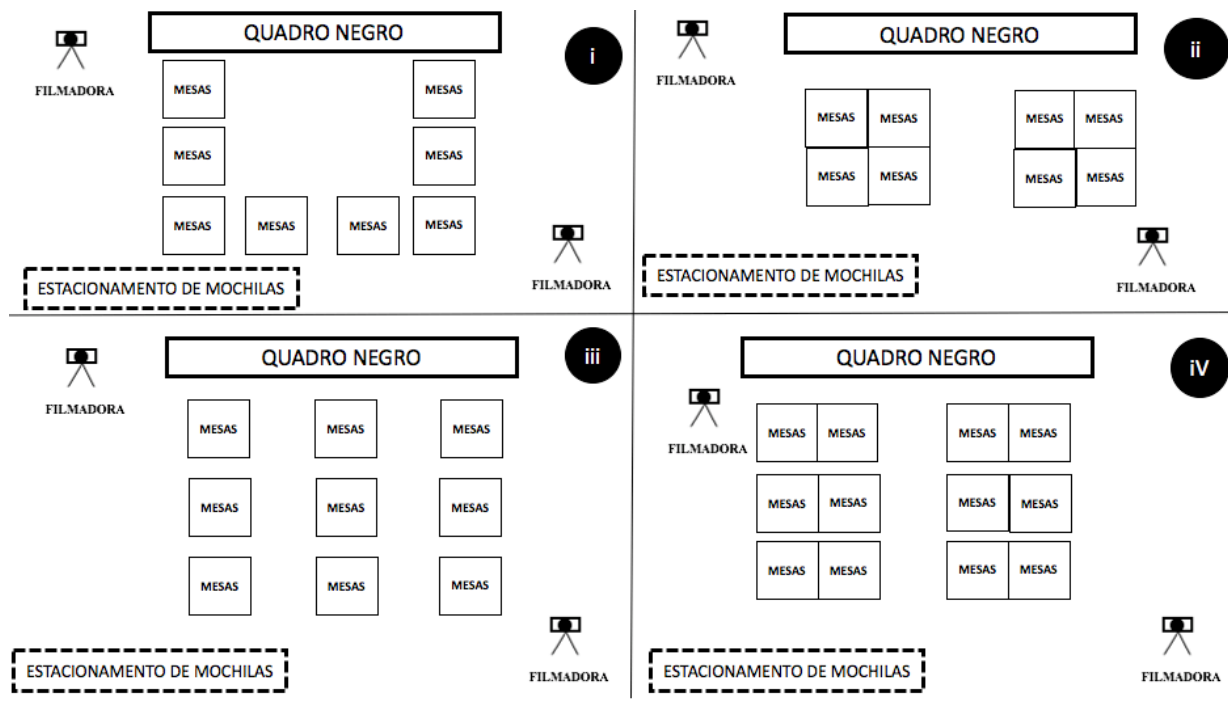 QUADRO NEGRO
i
FILMADORA
MESAS MESAS
MESAS MESAS
MESAS MESAS MESAS MESAS
FILMADORA
ESTACIONAMENTO DE MOCHILAS
QUADRO NEGRO
ii
FILMADORA
MESAS MESAS MESAS MESAS
MESAS MESAS MESAS MESAS
FILMADORA
ESTACIONAMENTO DE MOCHILAS
QUADRO NEGRO
iii
FILMADORA
MESAS MESAS MESAS
MESAS MESAS MESAS
MESAS MESAS MESAS
FILMADORA
ESTACIONAMENTO DE MOCHILAS
QUADRO NEGRO
iV
FILMADORA
MESAS MESAS MESAS MESAS
MESAS MESAS MESAS MESAS
MESAS MESAS MESAS MESAS
FILMADORA
ESTACIONAMENTO DE MOCHILAS